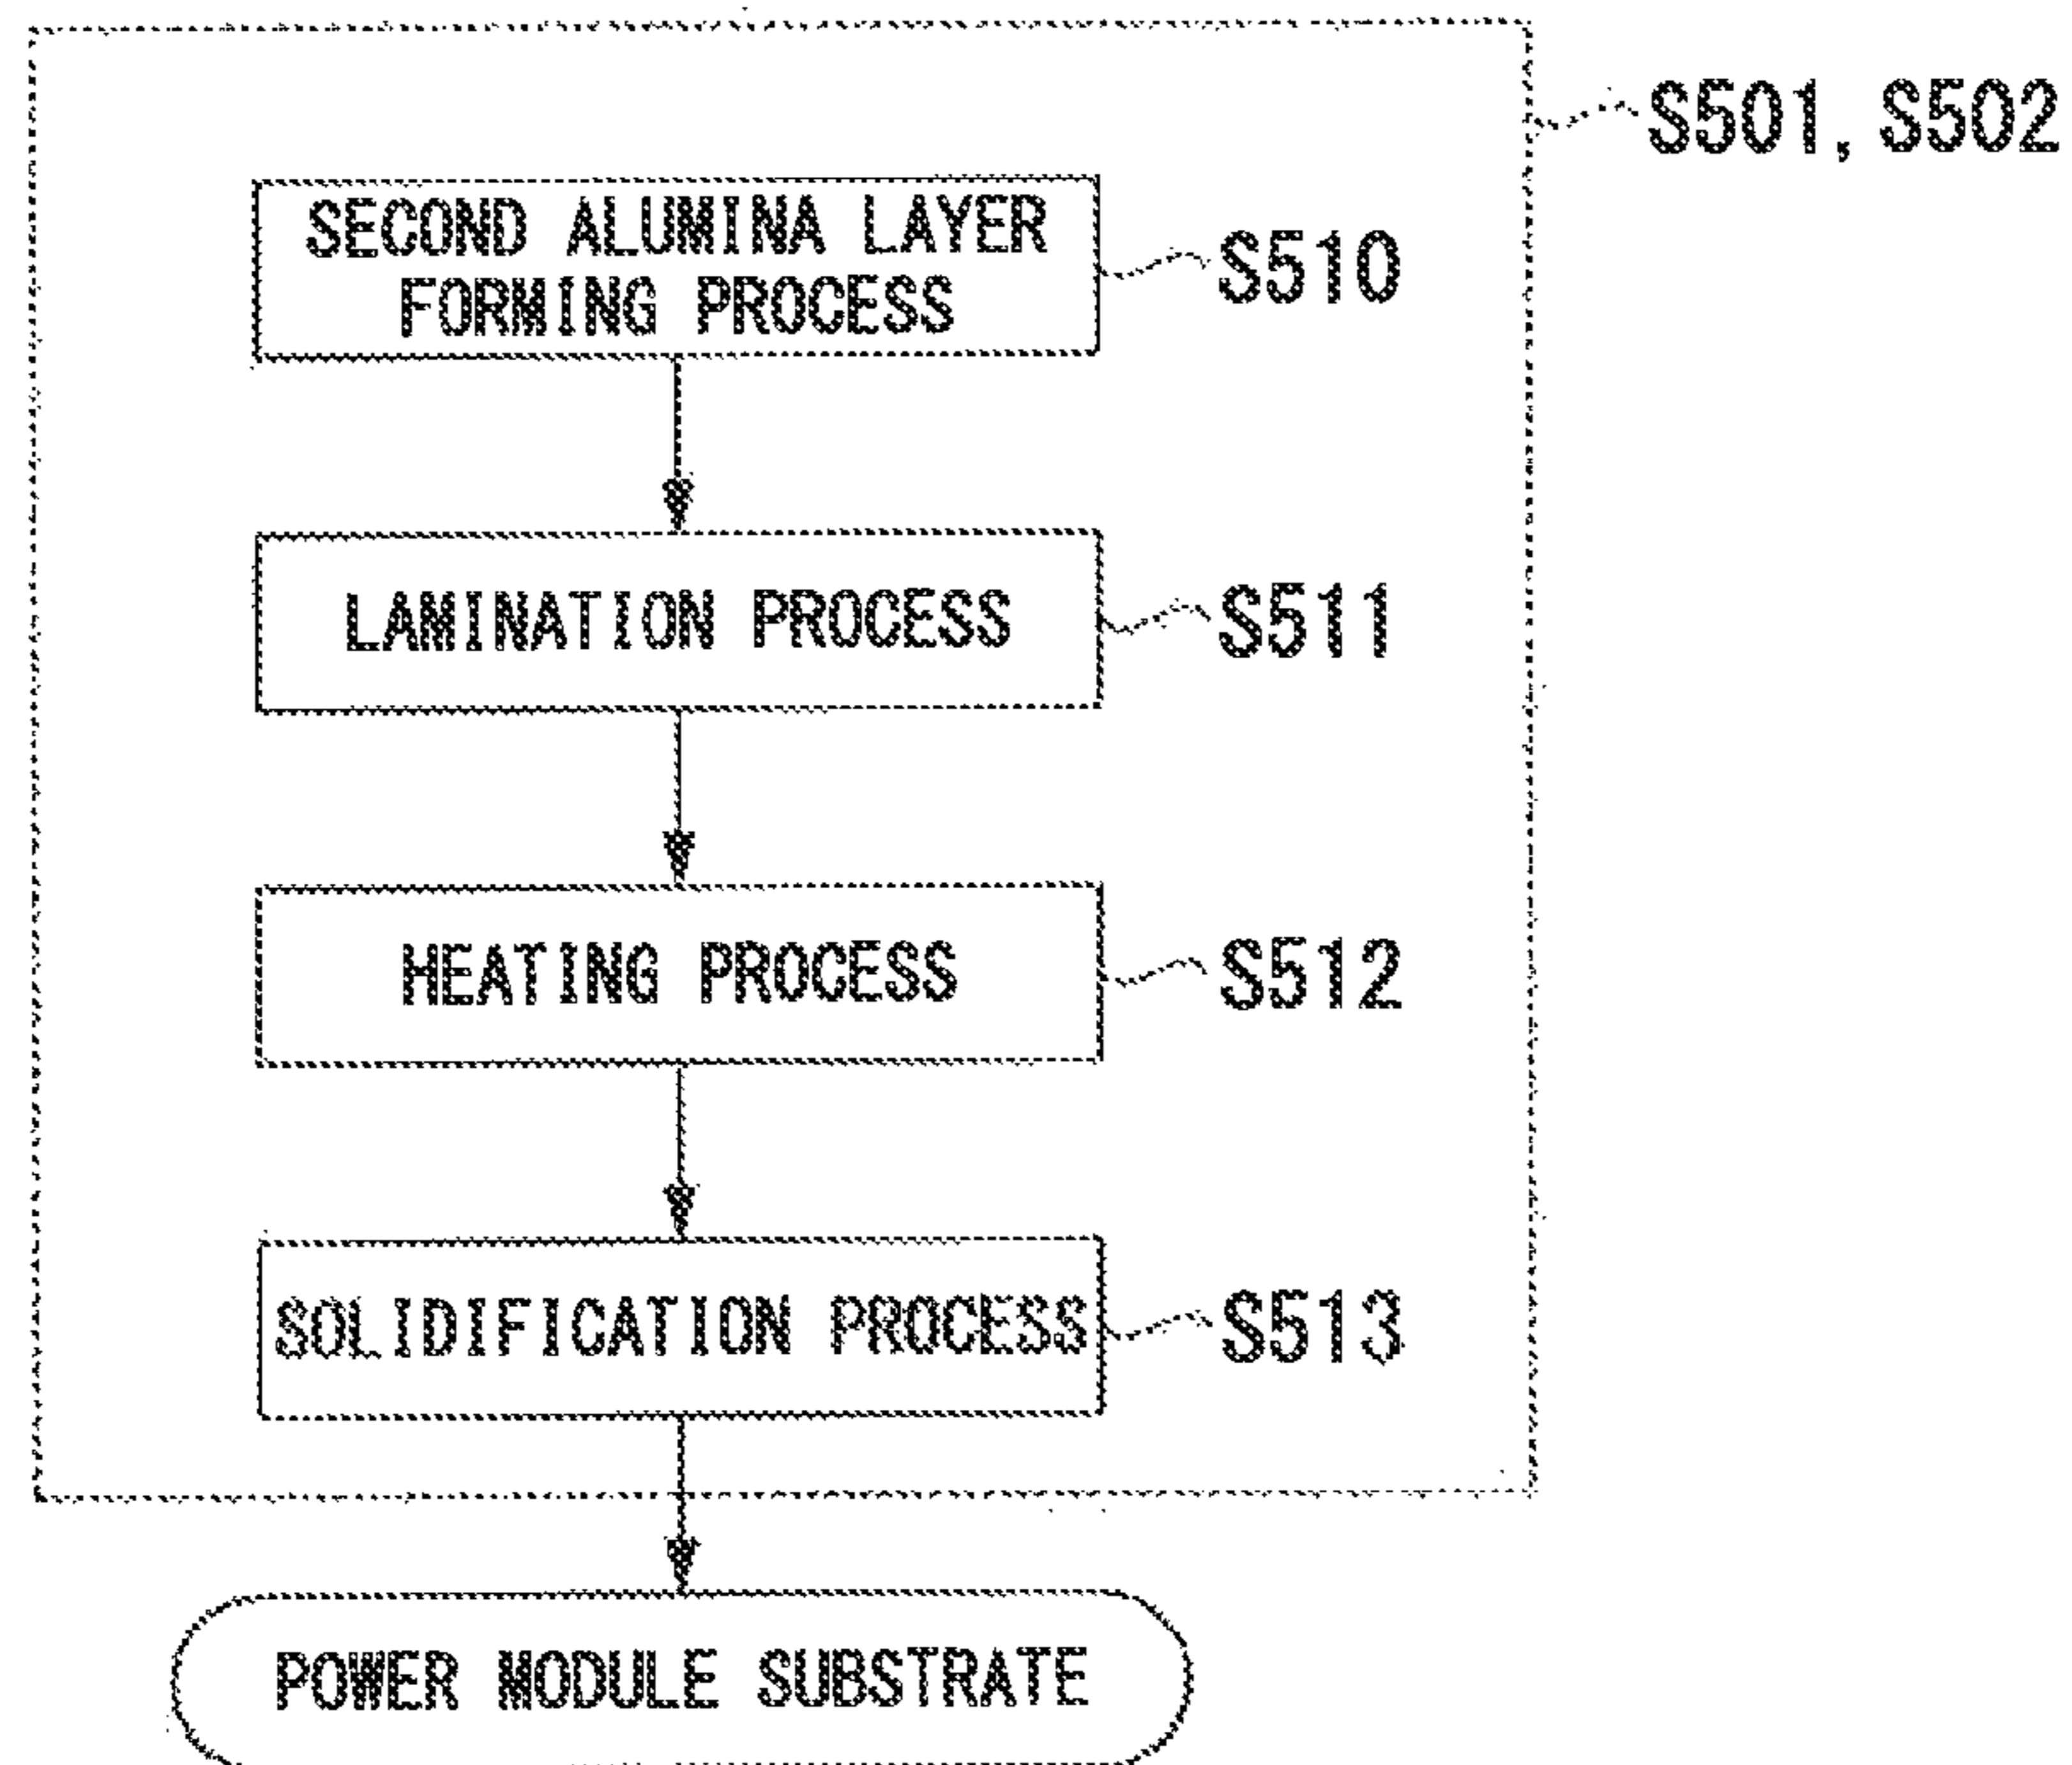 S501, S502
SECOND ALUMINA LAYER
FORMING PROCESS
S510
LAMINATION PROCESS
S511
HEATING PROCESS
S512
SOLIDIFICATION PROCESS
S513
POWER MODULE SUBSTRATE